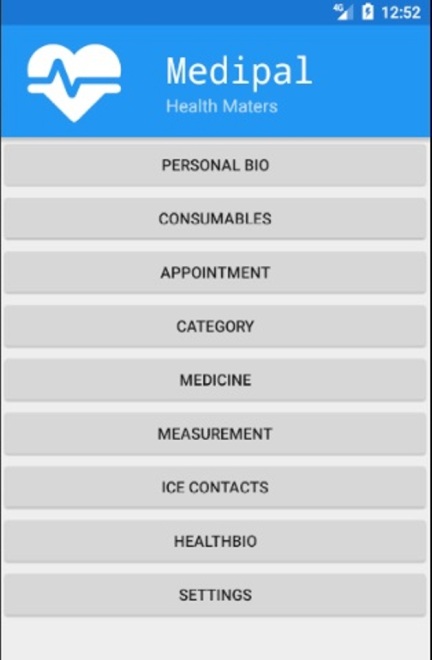 4G 12:52
Medipal
Health Maters
PERSONAL BIO
CONSUMABLES
APPOINTMENT
CATEGORY
MEDICINE
MEASUREMENT
ICE CONTACTS
HEALTHBIO
SETTINGS